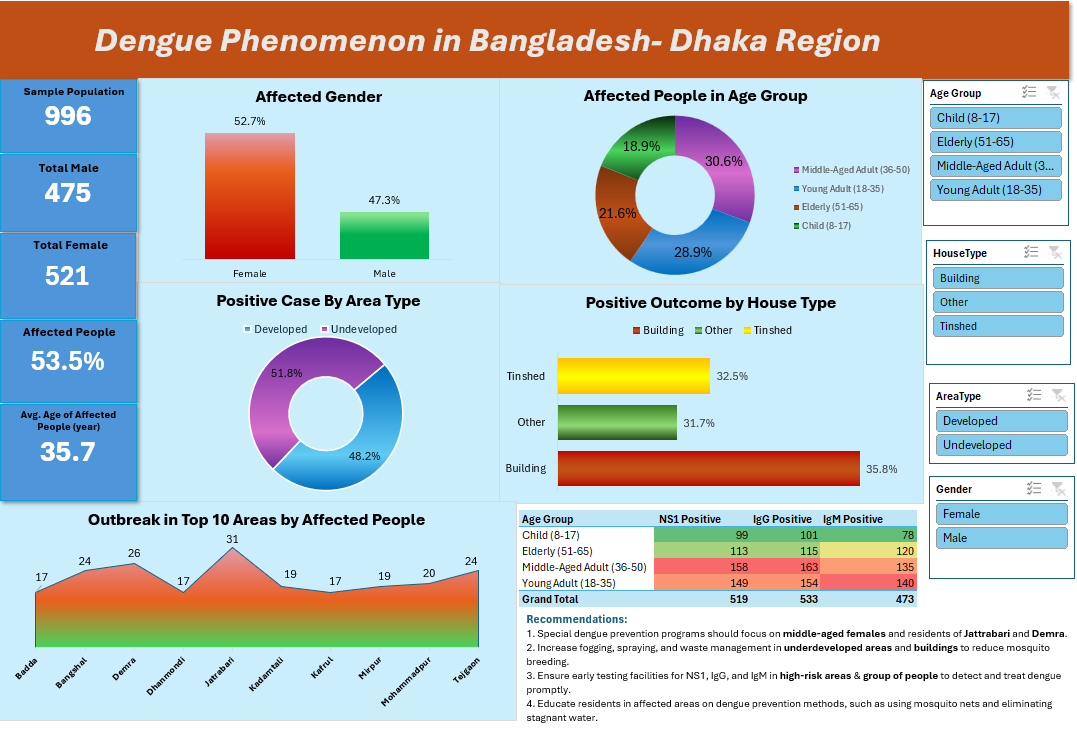 Dengue Phenomenon in Bangladesh- Dhaka Region
Sample Population
996
Total Male
475
Total Female
521
Affected People
53.5%
Avg. Age of Affected
People (year)
35.7
Affected Gender
52.7%
47.3%
Female
Male
Affected People in Age Group
30.6%
28.9%
21.6%
18.9%
Middle-Aged Adult (36-50)
Young Adult (18-35)
Elderly (51-65)
Child (8-17)
Positive Case By Area Type
Developed
Undeveloped
51.8%
48.2%
Positive Outcome by House Type
Building
Other
Tinshed
Tinshed
32.5%
Other
31.7%
Building
35.8%
Age Group
Child (8-17)
Elderly (51-65)
Middle-Aged Adult (3...
Young Adult (18-35)
HouseType
Building
Other
Tinshed
AreaType
Developed
Undeveloped
Gender
Female
Male
Outbreak in Top 10 Areas by Affected People
17
24
26
17
31
19
17
19
20
24
Badda
Bangshal
Demra
Dhanmondi
Jatrabari
Kadamtali
Kafrul
Mirpur
Mohammadpur
Tejgaon
Age Group NS1 Positive IgG Positive IgM Positive
Child (8-17) 99 101 78
Elderly (51-65) 113 115 120
Middle-Aged Adult (36-50) 158 163 135
Young Adult (18-35) 149 154 140
Grand Total 519 533 473
Recommendations:
1. Special dengue prevention programs should focus on middle-aged females and residents of Jattrabari and Demra.
2. Increase fogging, spraying, and waste management in underdeveloped areas and buildings to reduce mosquito
breeding.
3. Ensure early testing facilities for NS1, IgG, and IgM in high-risk areas & group of people to detect and treat dengue
promptly.
4. Educate residents in affected areas on dengue prevention methods, such as using mosquito nets and eliminating
stagnant water.